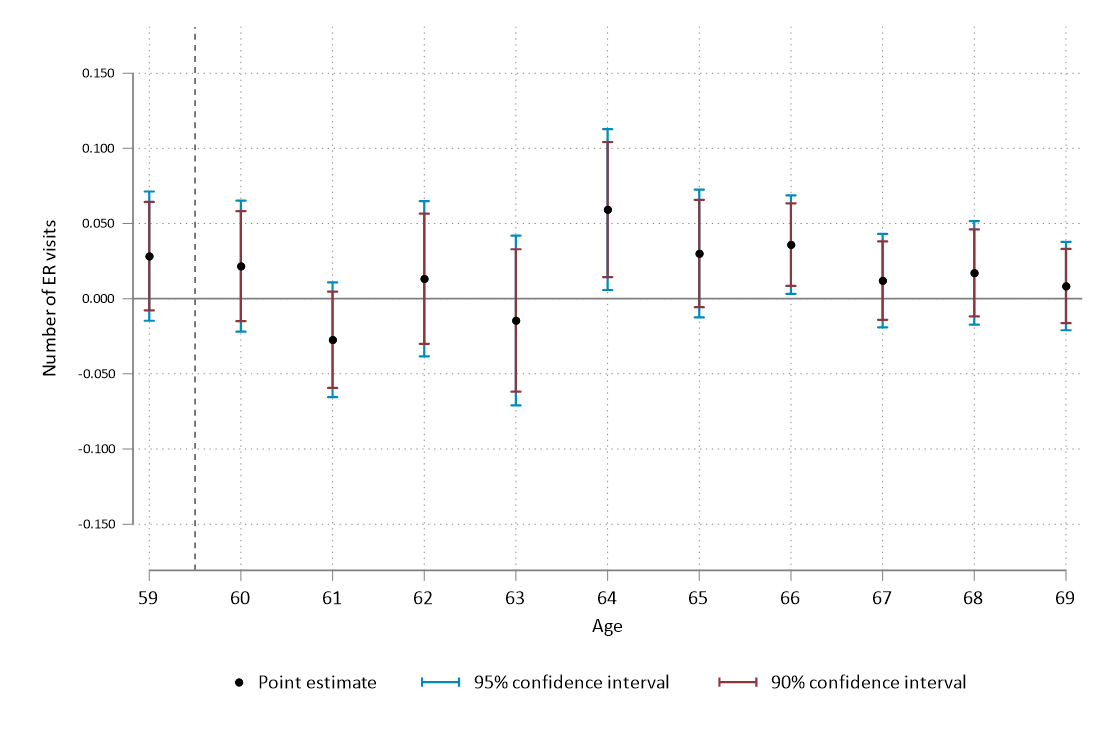 0.150
0.100
0.050
0.000
-0.050
-0.100
-0.150
Number of ER visits
59 60 61 62 63 64 65 66 67 68 69
Age
Point estimate 95% confidence interval 90% confidence interval